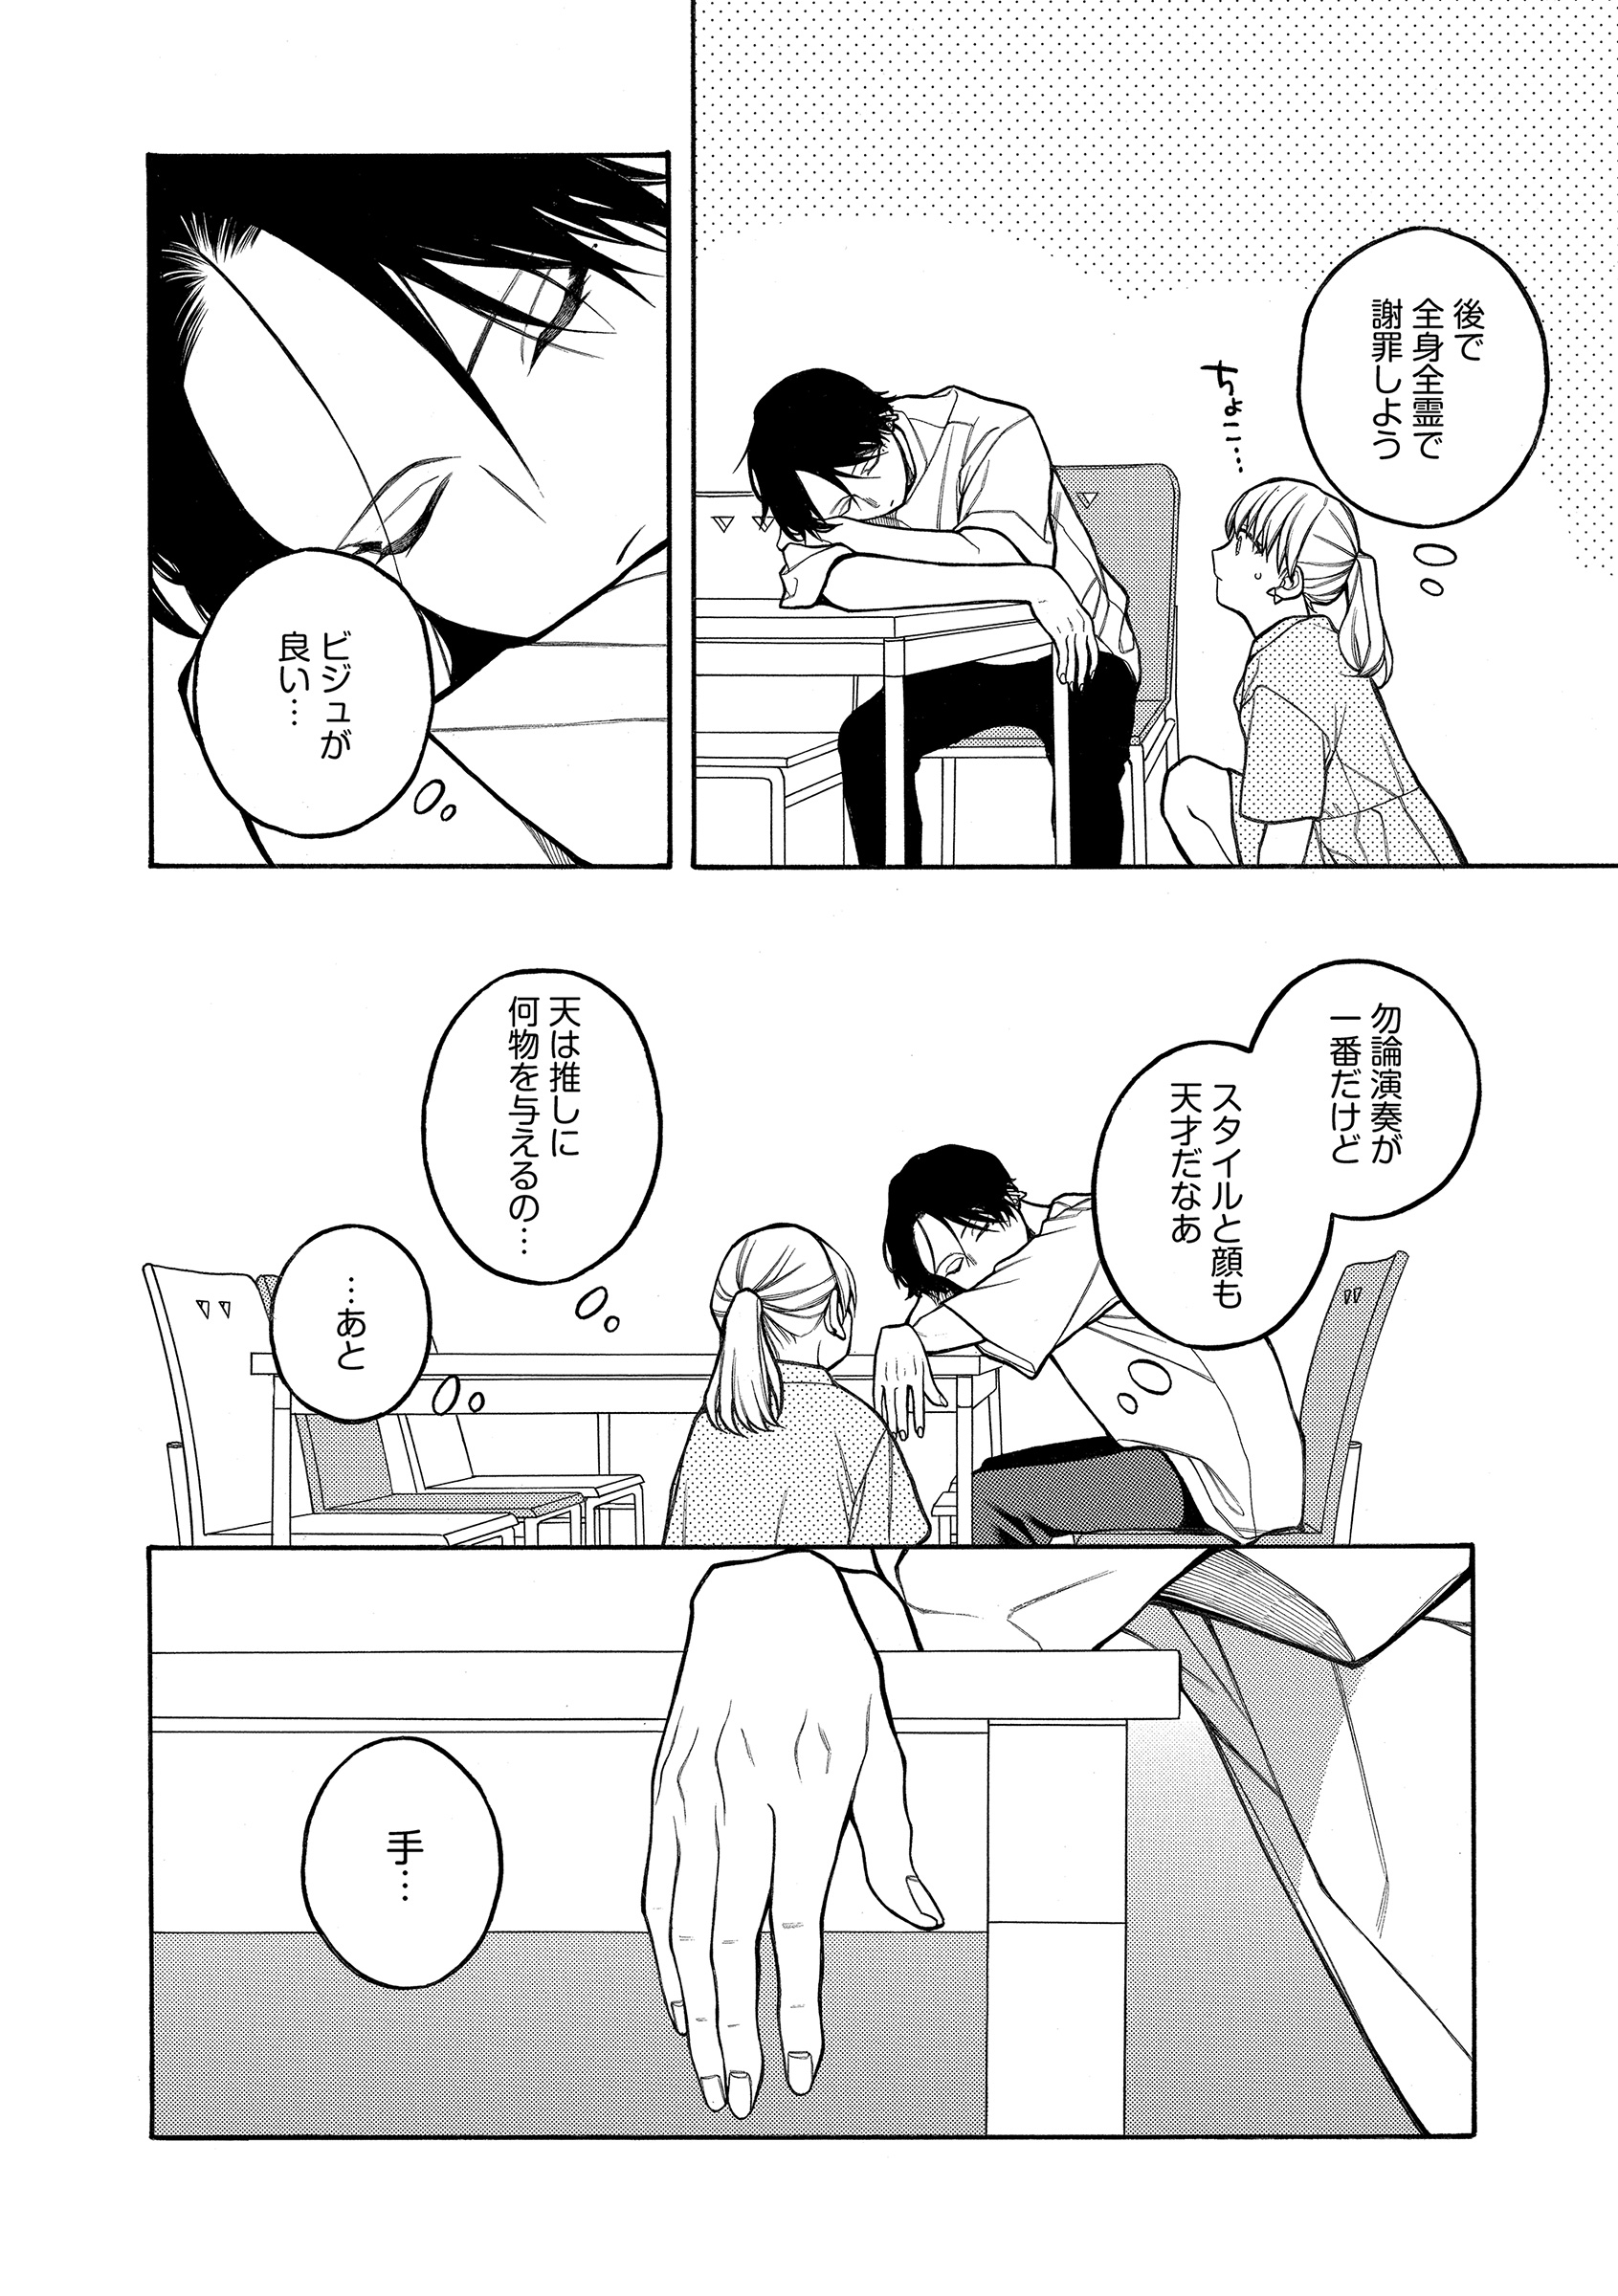 後で
全身全霊で
謝罪しよう
ちょこ…
ビジュが
良い…
勿論演奏が
一番だけど
スタイルと顔も
天才だなあ
天は推しに
何物を与えるの…
…あと
手…